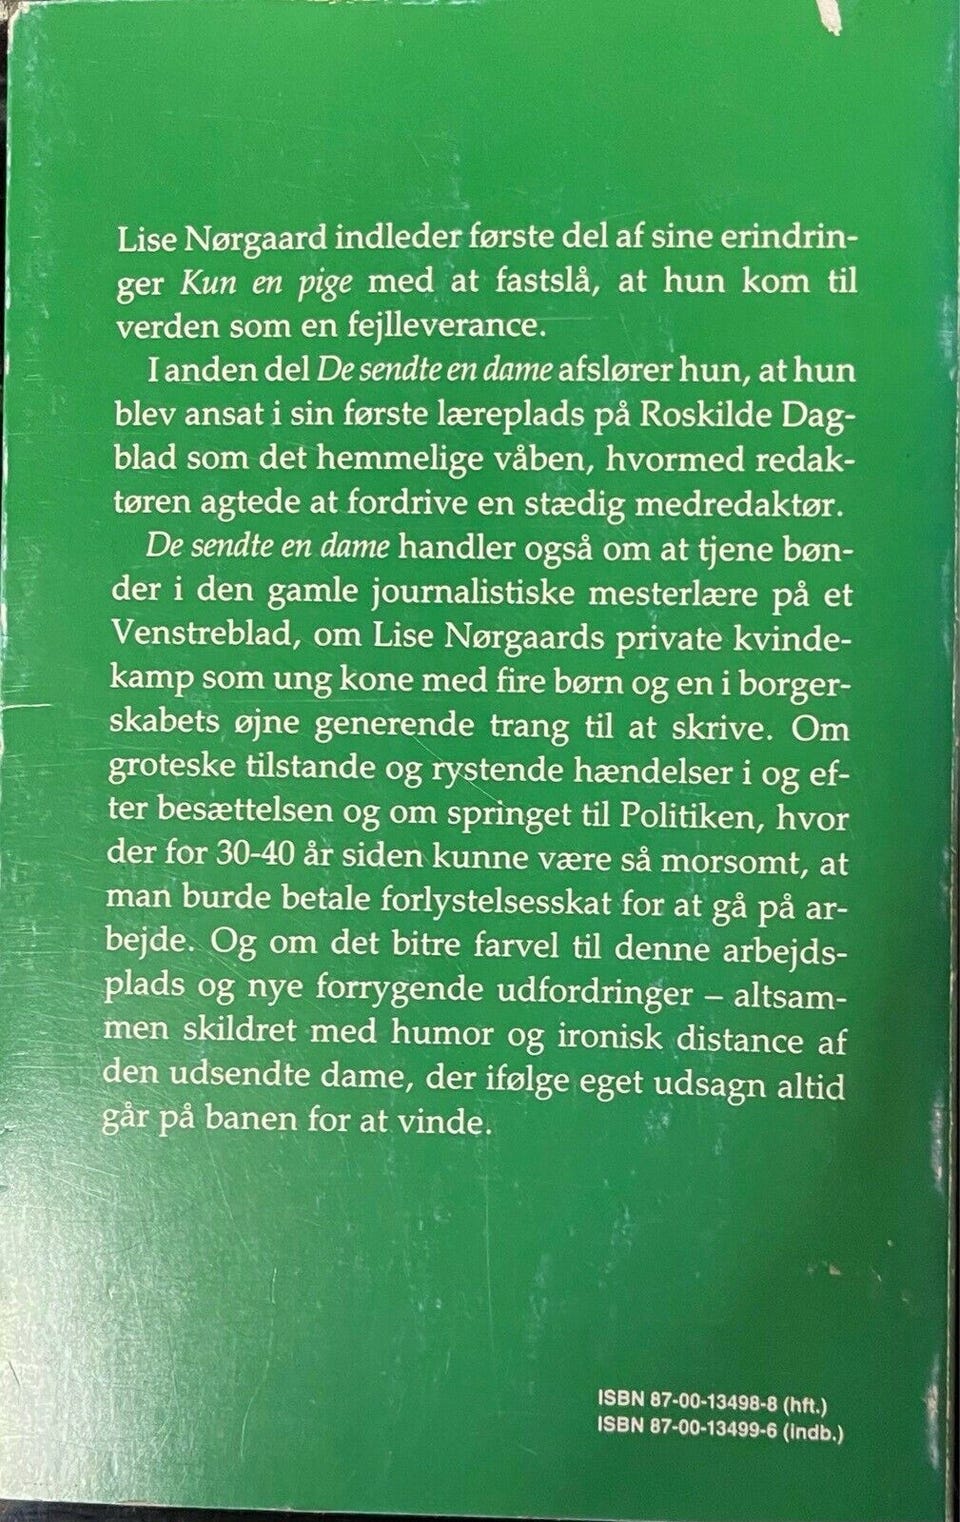 Lise Nørgaard indleder første del af sine erindrin-
ger Kun en pige med at fastslå, at hun kom til
verden som en fejlleverance.
I anden del De sendte en dame afslører hun, at hun
blev ansat i sin første læreplads på Roskilde Dag-
blad som det hemmelige våben, hvormed redak-
tøren agtede at fordrive en stædig medredaktør.
De sendte en dame handler også om at tjene bøn-
der i den gamle journalistiske mesterlære på et
Venstreblad, om Lise Nørgaards private kvinde-
kamp som ung kone med fire børn og en i borger-
skabets øjne generende trang til at skrive. Om
groteske tilstande og rystende hændelser i og ef-
ter besættelsen og om springet til Politiken, hvor
der for 30-40 år siden kunne være så morsomt, at
man burde betale forlystelsesskat for at gå på ar-
bejde. Og om det bitre farvel til denne arbejds-
plads og nye forrygende udfordringer – altsam-
men skildret med humor og ironisk distance af
den udsendte dame, der ifølge eget udsagn altid
går på banen for at vinde.
ISBN 87-00-13498-8 (hft.)
ISBN 87-00-13499-6 (indb.)